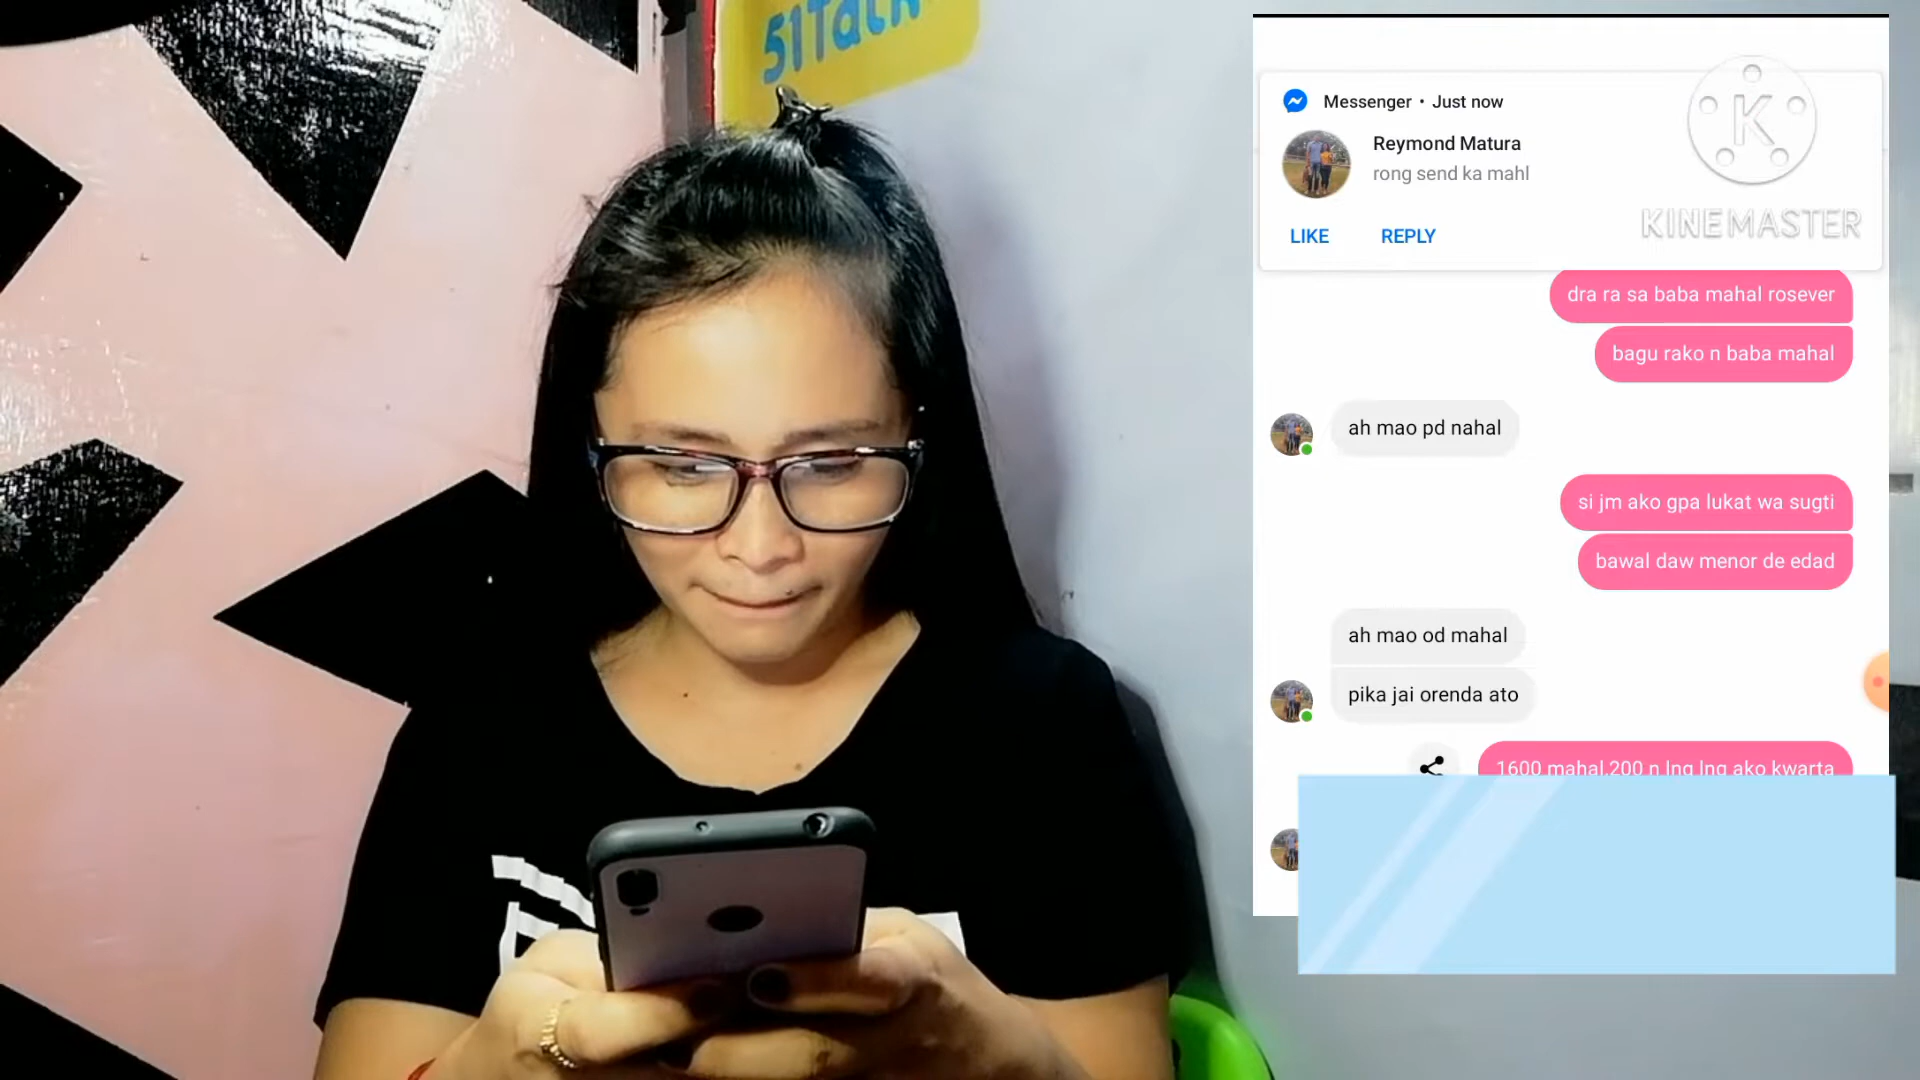 51Talk
Messenger • Just now
Reymond Matura
rong send ka mahl
LIKE REPLY
KINEMASTER
dra ra sa baba mahal rosever
bagu rako n baba mahal
ah mao pd nahal
si jm ako gpa lukat wa sugti
bawal daw menor de edad
ah mao od mahal
pika jai orenda ato
1600 mahal,200 n lng lng ako kwarta